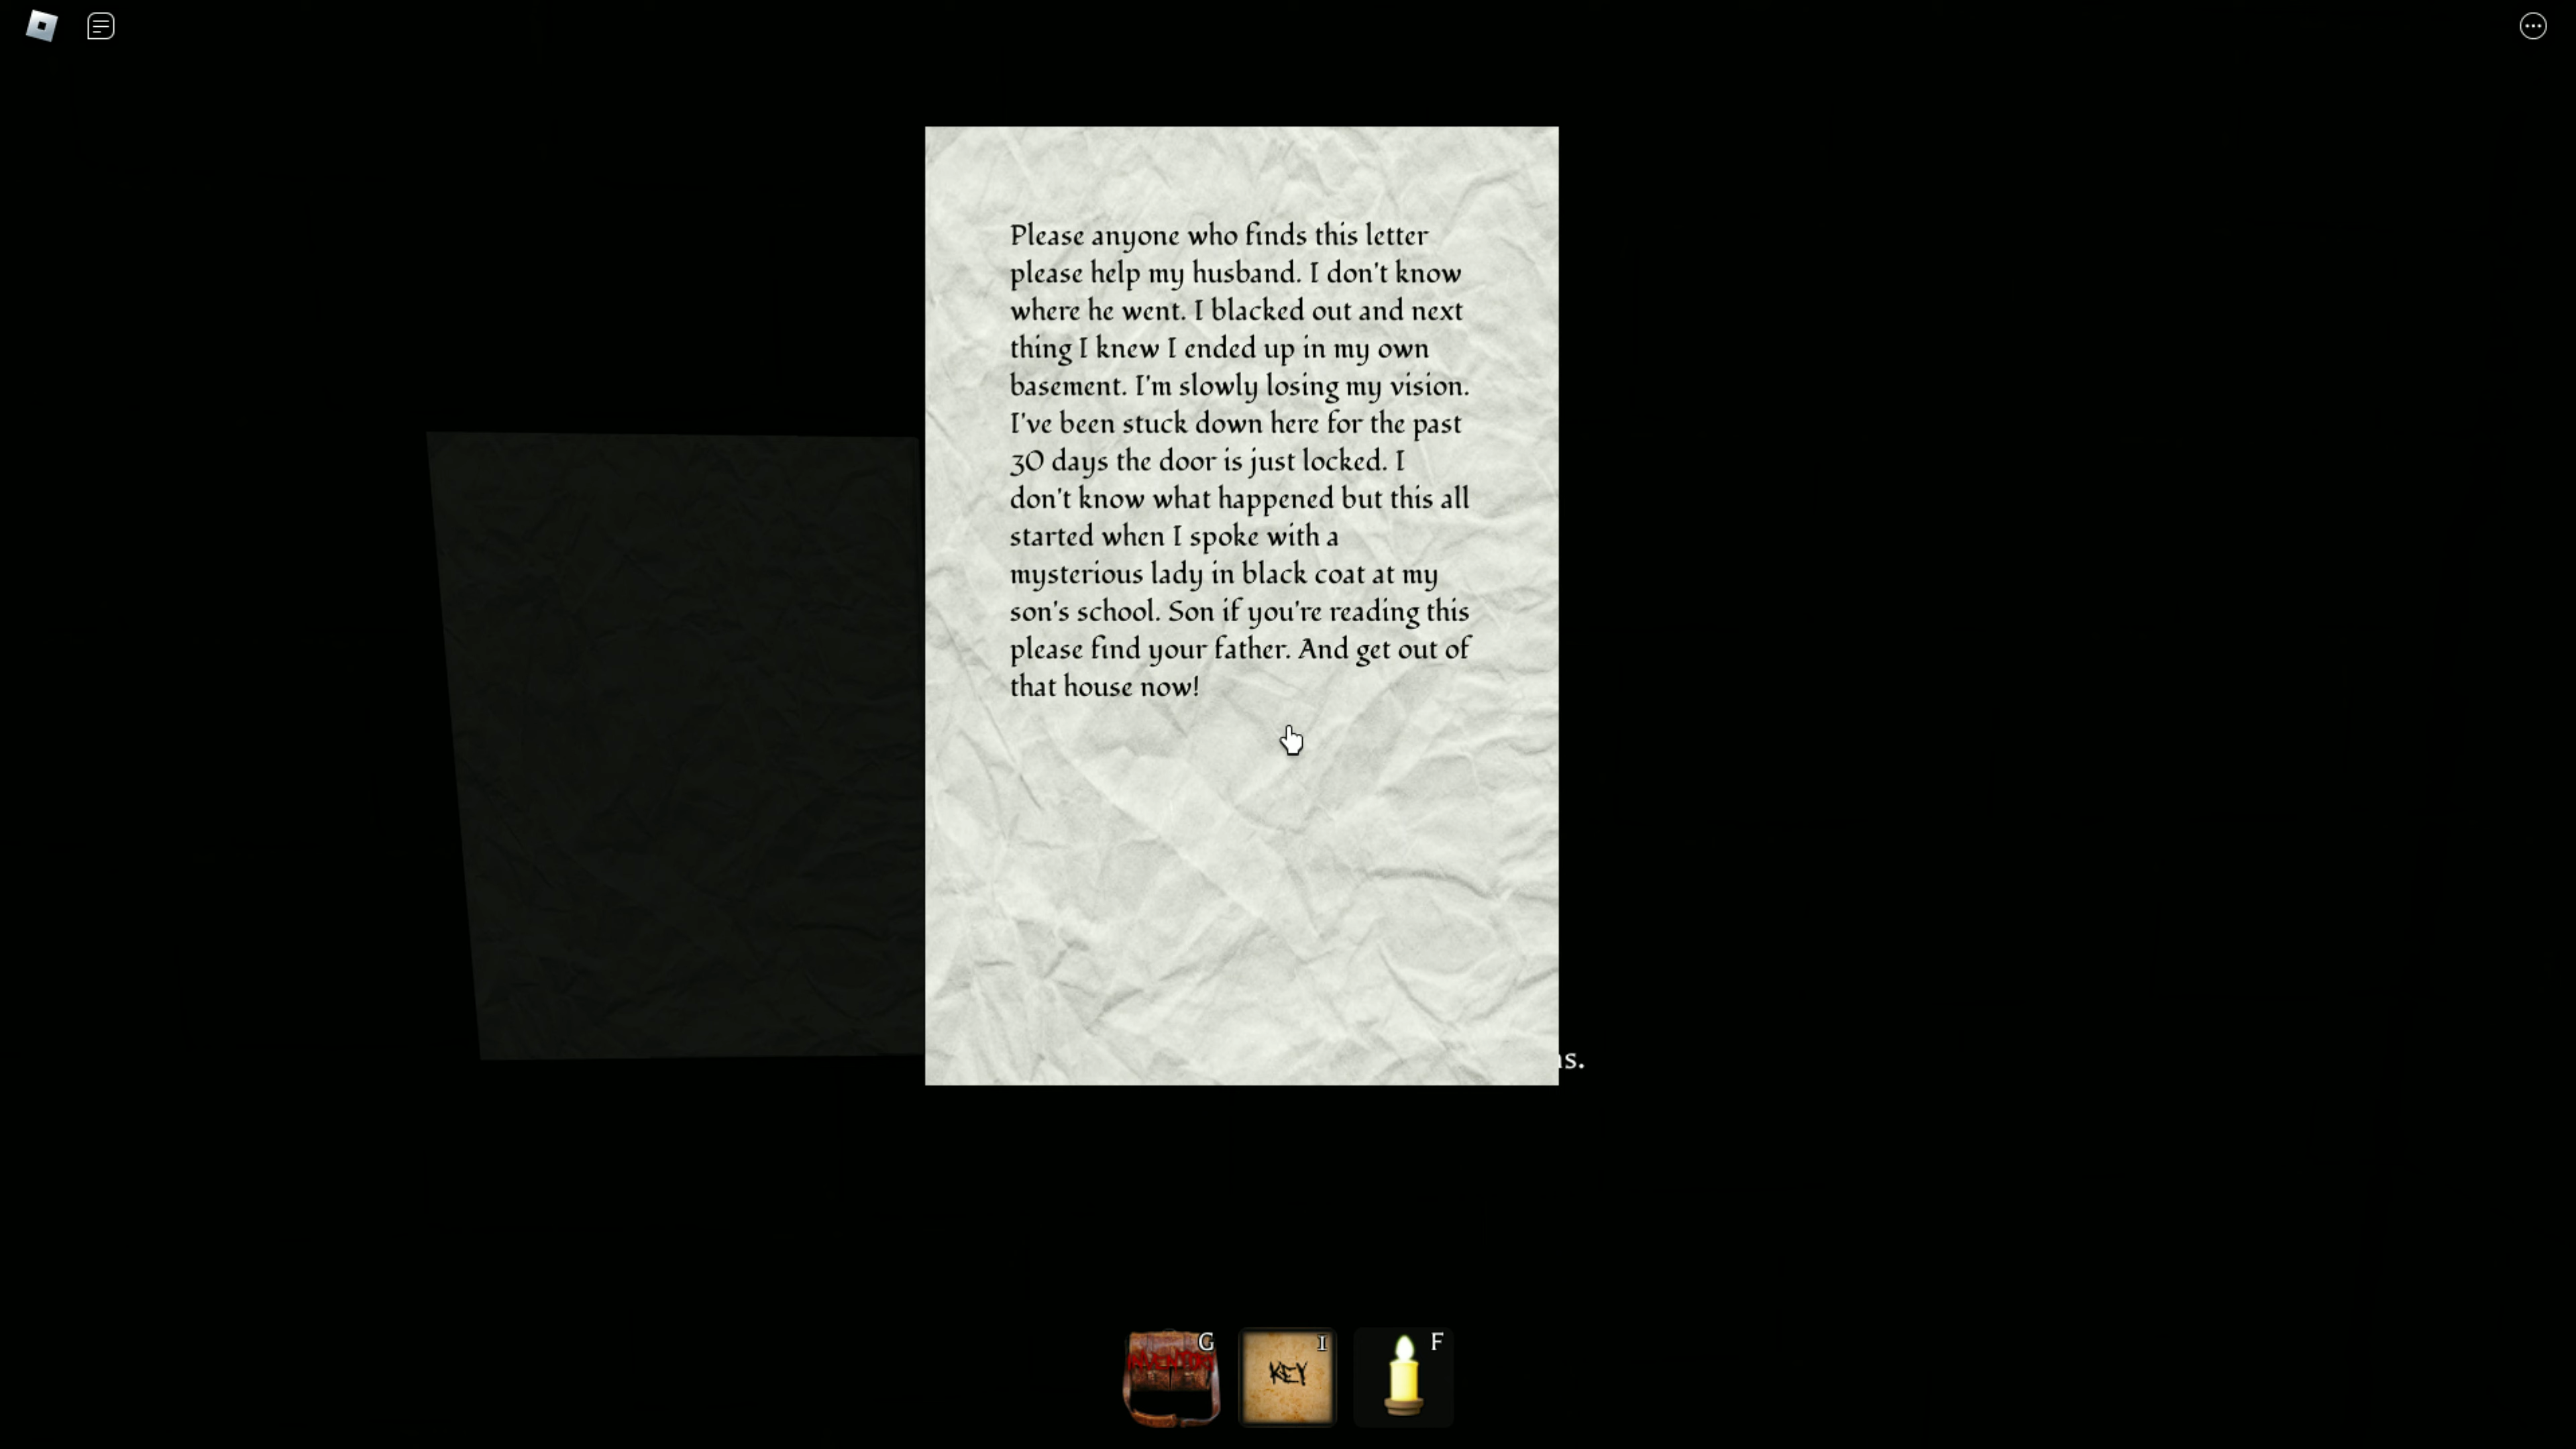 Please anyone who finds this letter
please help my husband. I don't know
where he went. I blacked out and next
thing I knew I ended up in my own
basement. I'm slowly losing my vision.
I've been stuck down here for the past
30 days the door is just locked. I
don't know what happened but this all
started when I spoke with a
mysterious lady in black coat at my
son's school. Son if you're reading this
please find your father. And get out of
that house now!
G
INVENTORY
I
KEY
F